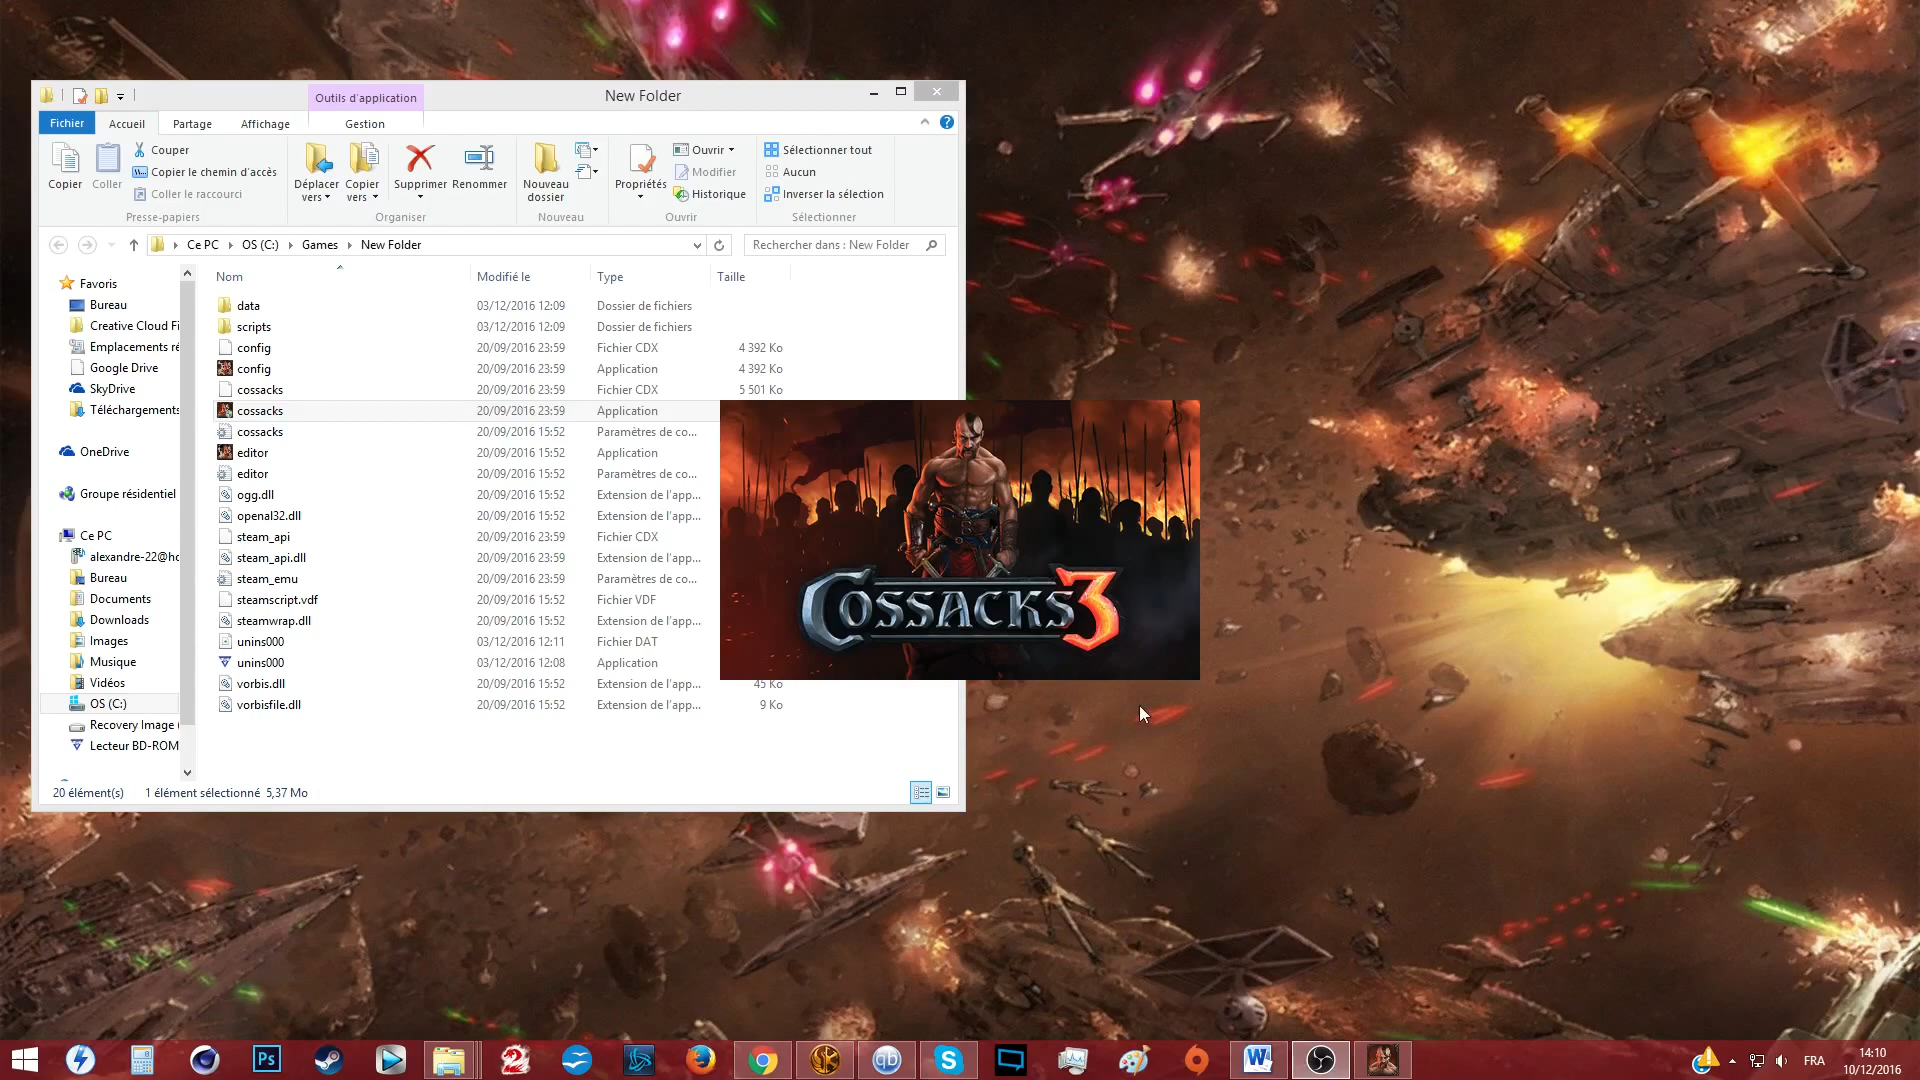 Outils d'application
New Folder
Fichier
Accueil
Partage
Affichage
Gestion
Copier
Coller
Couper
Copier le chemin d'accès
Coller le raccourci
Presse-papiers
Déplacer vers
Copier vers
Supprimer
Renommer
Organiser
Nouveau dossier
Nouveau
Propriétés
Ouvrir
Modifier
Historique
Ouvrir
Sélectionner tout
Aucun
Inverser la sélection
Sélectionner
Ce PC
OS (C:)
Games
New Folder
Rechercher dans : New Folder
Favoris
Bureau
Creative Cloud Fi
Emplacements ré
Google Drive
SkyDrive
Téléchargements
OneDrive
Groupe résidentiel
Ce PC
alexandre-22@ho
Bureau
Documents
Downloads
Images
Musique
Vidéos
OS (C:)
Recovery Image
Lecteur BD-ROM
Nom Modifié le Type Taille
data 03/12/2016 12:09 Dossier de fichiers
scripts 03/12/2016 12:09 Dossier de fichiers
config 20/09/2016 23:59 Fichier CDX 4 392 Ko
config 20/09/2016 23:59 Application 4 392 Ko
cossacks 20/09/2016 23:59 Fichier CDX 5 501 Ko
cossacks 20/09/2016 23:59 Application
cossacks 20/09/2016 15:52 Paramètres de co...
editor 20/09/2016 15:52 Application
editor 20/09/2016 15:52 Paramètres de co...
ogg.dll 20/09/2016 15:52 Extension de l'app...
openal32.dll 20/09/2016 15:52 Extension de l'app...
steam_api 20/09/2016 23:59 Fichier CDX
steam_api.dll 20/09/2016 23:59 Extension de l'app...
steam_emu 20/09/2016 23:59 Paramètres de co...
steamscript.vdf 20/09/2016 15:52 Fichier VDF
steamwrap.dll 20/09/2016 15:52 Extension de l'app...
unins000 03/12/2016 12:11 Fichier DAT
unins000 03/12/2016 12:08 Application
vorbis.dll 20/09/2016 15:52 Extension de l'app... 45 Ko
vorbisfile.dll 20/09/2016 15:52 Extension de l'app... 9 Ko
COSSACKS 3
20 élément(s) 1 élément sélectionné 5,37 Mo
Ps
qb
FRA
14:10
10/12/2016